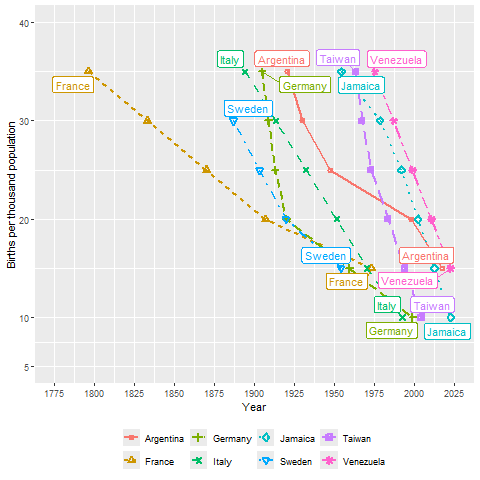 40
30
20
10
5
Births per thousand population
Italy
Argentina
Taiwan
Venezuela
France
Germany
Jamaica
Sweden
Sweden
Argentina
France
Venezuela
Italy
Taiwan
Germany
Jamaica
1775 1800 1825 1850 1875 1900 1925 1950 1975 2000 2025
Year
Argentina Germany Jamaica Taiwan
France Italy Sweden Venezuela